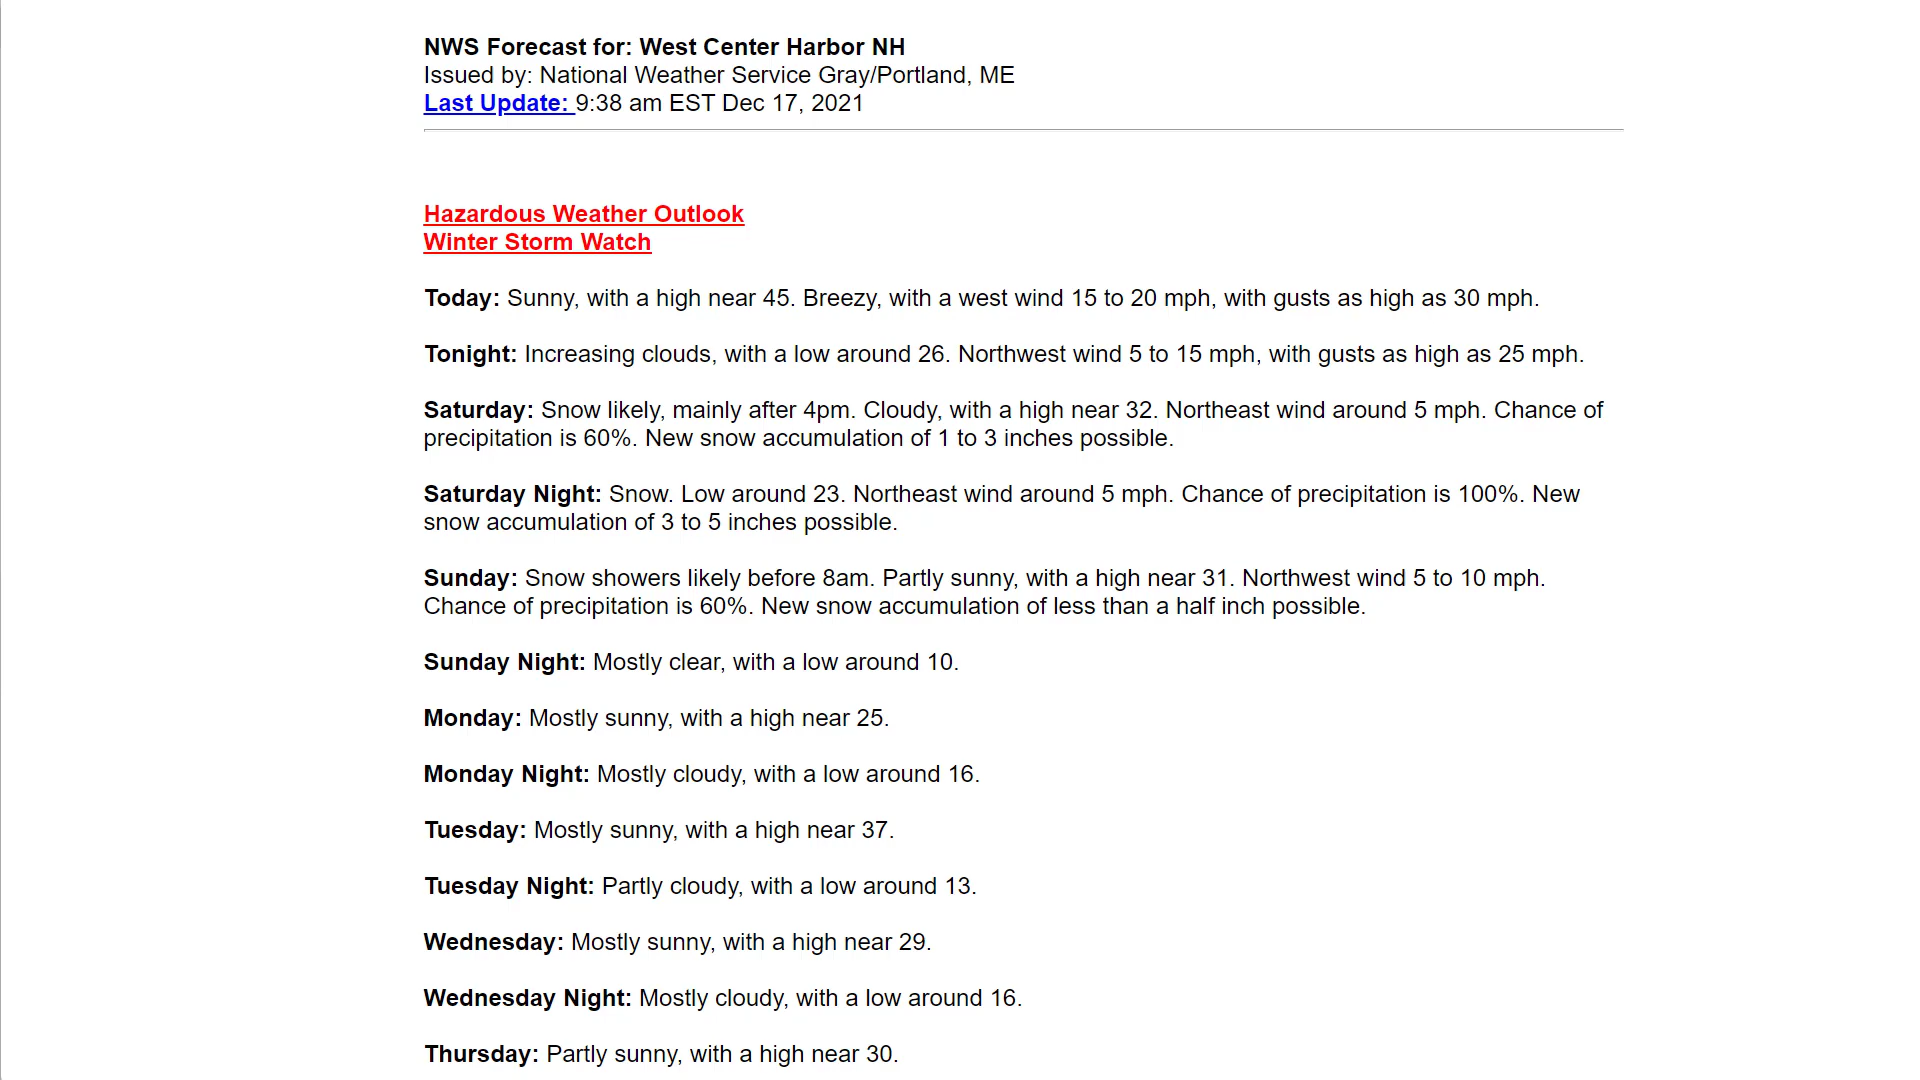 NWS Forecast for: West Center Harbor NH
Issued by: National Weather Service Gray/Portland, ME
Last Update: 9:38 am EST Dec 17, 2021
Hazardous Weather Outlook
Winter Storm Watch
Today: Sunny, with a high near 45. Breezy, with a west wind 15 to 20 mph, with gusts as high as 30 mph.
Tonight: Increasing clouds, with a low around 26. Northwest wind 5 to 15 mph, with gusts as high as 25 mph.
Saturday: Snow likely, mainly after 4pm. Cloudy, with a high near 32. Northeast wind around 5 mph. Chance of
precipitation is 60%. New snow accumulation of 1 to 3 inches possible.
Saturday Night: Snow. Low around 23. Northeast wind around 5 mph. Chance of precipitation is 100%. New
snow accumulation of 3 to 5 inches possible.
Sunday: Snow showers likely before 8am. Partly sunny, with a high near 31. Northwest wind 5 to 10 mph.
Chance of precipitation is 60%. New snow accumulation of less than a half inch possible.
Sunday Night: Mostly clear, with a low around 10.
Monday: Mostly sunny, with a high near 25.
Monday Night: Mostly cloudy, with a low around 16.
Tuesday: Mostly sunny, with a high near 37.
Tuesday Night: Partly cloudy, with a low around 13.
Wednesday: Mostly sunny, with a high near 29.
Wednesday Night: Mostly cloudy, with a low around 16.
Thursday: Partly sunny, with a high near 30.